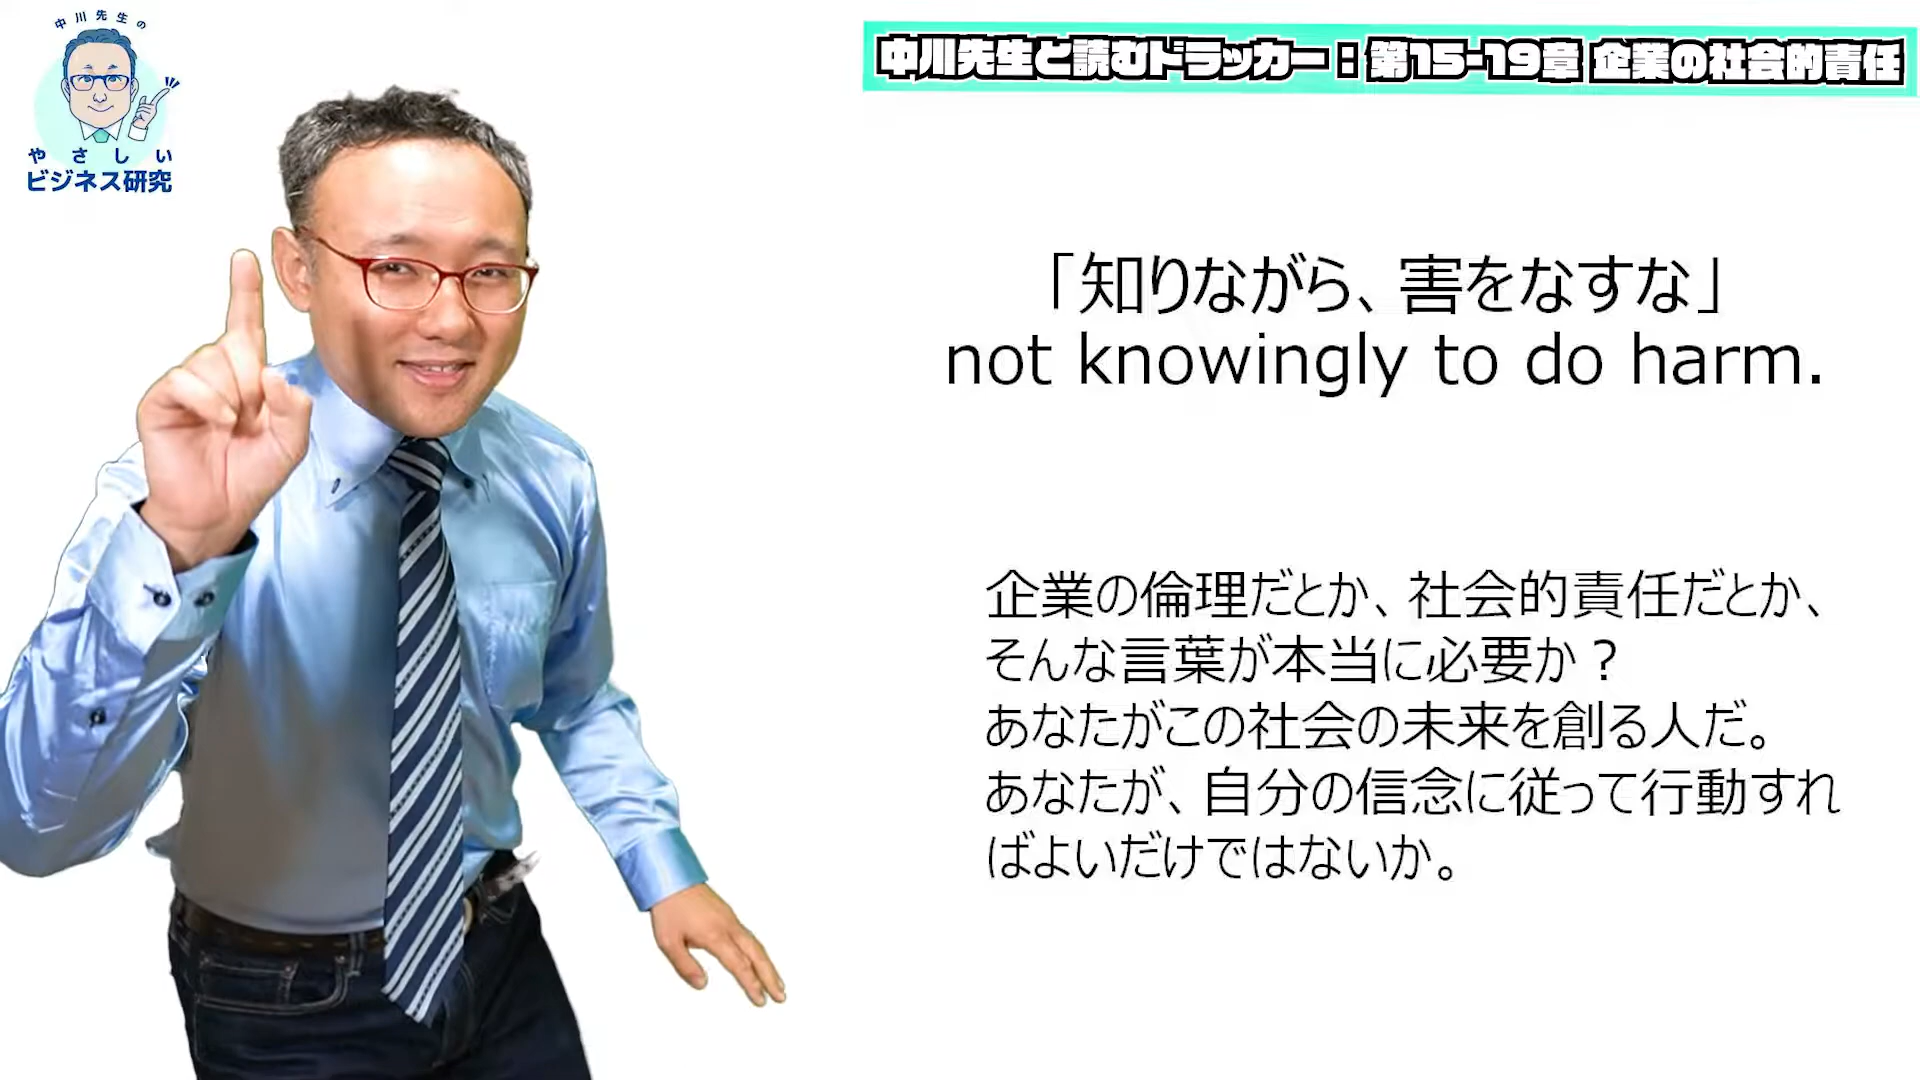 中川先生の
やさしい
ビジネス研究
中川先生と読むドラッカー：第15-19章 企業の社会的責任
「知りながら、害をなすな」
not knowingly to do harm.
企業の倫理だとか、社会的責任だとか、
そんな言葉が本当に必要か？
あなたがこの社会の未来を創る人だ。
あなたが、自分の信念に従って行動すれ
ばよいだけではないか。